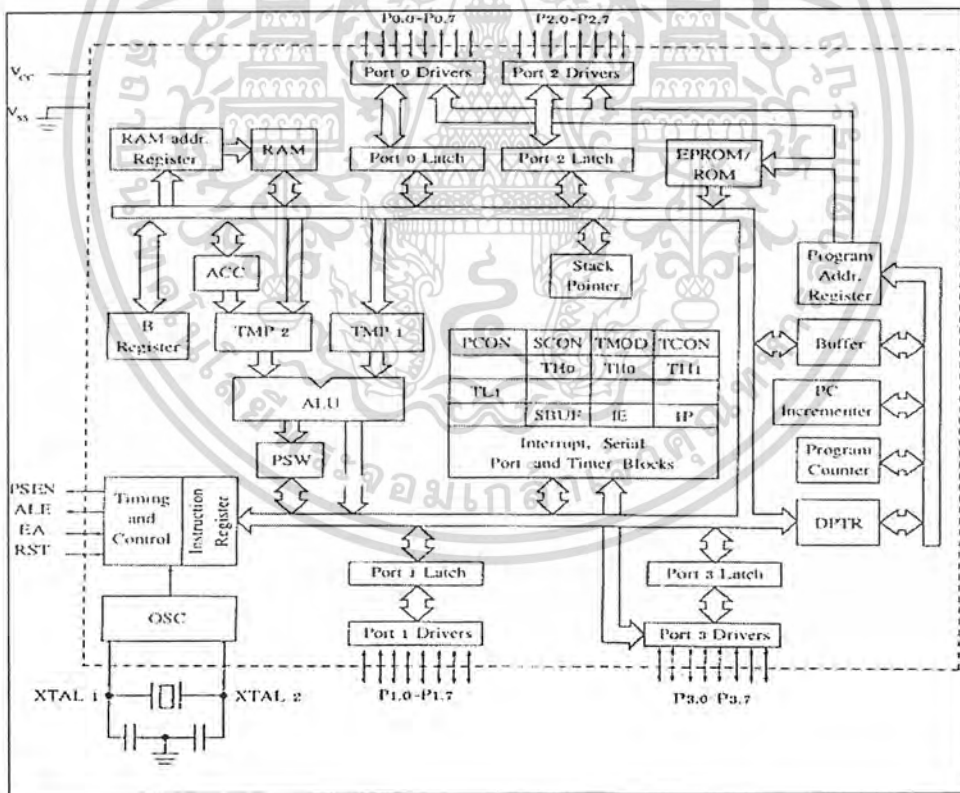 P0.0-P0.7
P2.0-P2.7
VCC
VSS
Port 0 Drivers
Port 2 Drivers
RAM addr.
Register
RAM
Port 0 Latch
Port 2 Latch
EPROM/
ROM
ACC
Stack
Pointer
Program
Addr.
Register
B
Register
TMP 2
TMP 1
PCON SCON TMOD TCON
TH0 TH0 TH1
TL1
SBUF IE IP
Interrupt, Serial
Port and Timer Blocks
Buffer
ALU
PC
Incrementer
PSW
Program
Counter
PSEN
ALE
EA
RST
Timing
and
Control
Instruction
Register
DPTR
Port 1 Latch
Port 3 Latch
OSC
Port 1 Drivers
Port 3 Drivers
XTAL 1
XTAL 2
P1.0-P1.7
P3.0-P3.7